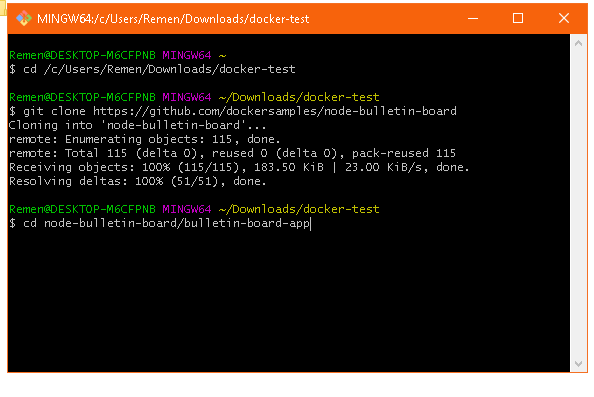 MINGW64:/c/Users/Remen/Downloads/docker-test
Remen@DESKTOP-M6CFPNB MINGW64 ~
$ cd /c/Users/Remen/Downloads/docker-test
Remen@DESKTOP-M6CFPNB MINGW64 ~/Downloads/docker-test
$ git clone https://github.com/dockersamples/node-bulletin-board
Cloning into 'node-bulletin-board'...
remote: Enumerating objects: 115, done.
remote: Total 115 (delta 0), reused 0 (delta 0), pack-reused 115
Receiving objects: 100% (115/115), 183.50 KiB | 23.00 KiB/s, done.
Resolving deltas: 100% (51/51), done.
Remen@DESKTOP-M6CFPNB MINGW64 ~/Downloads/docker-test
$ cd node-bulletin-board/bulletin-board-app